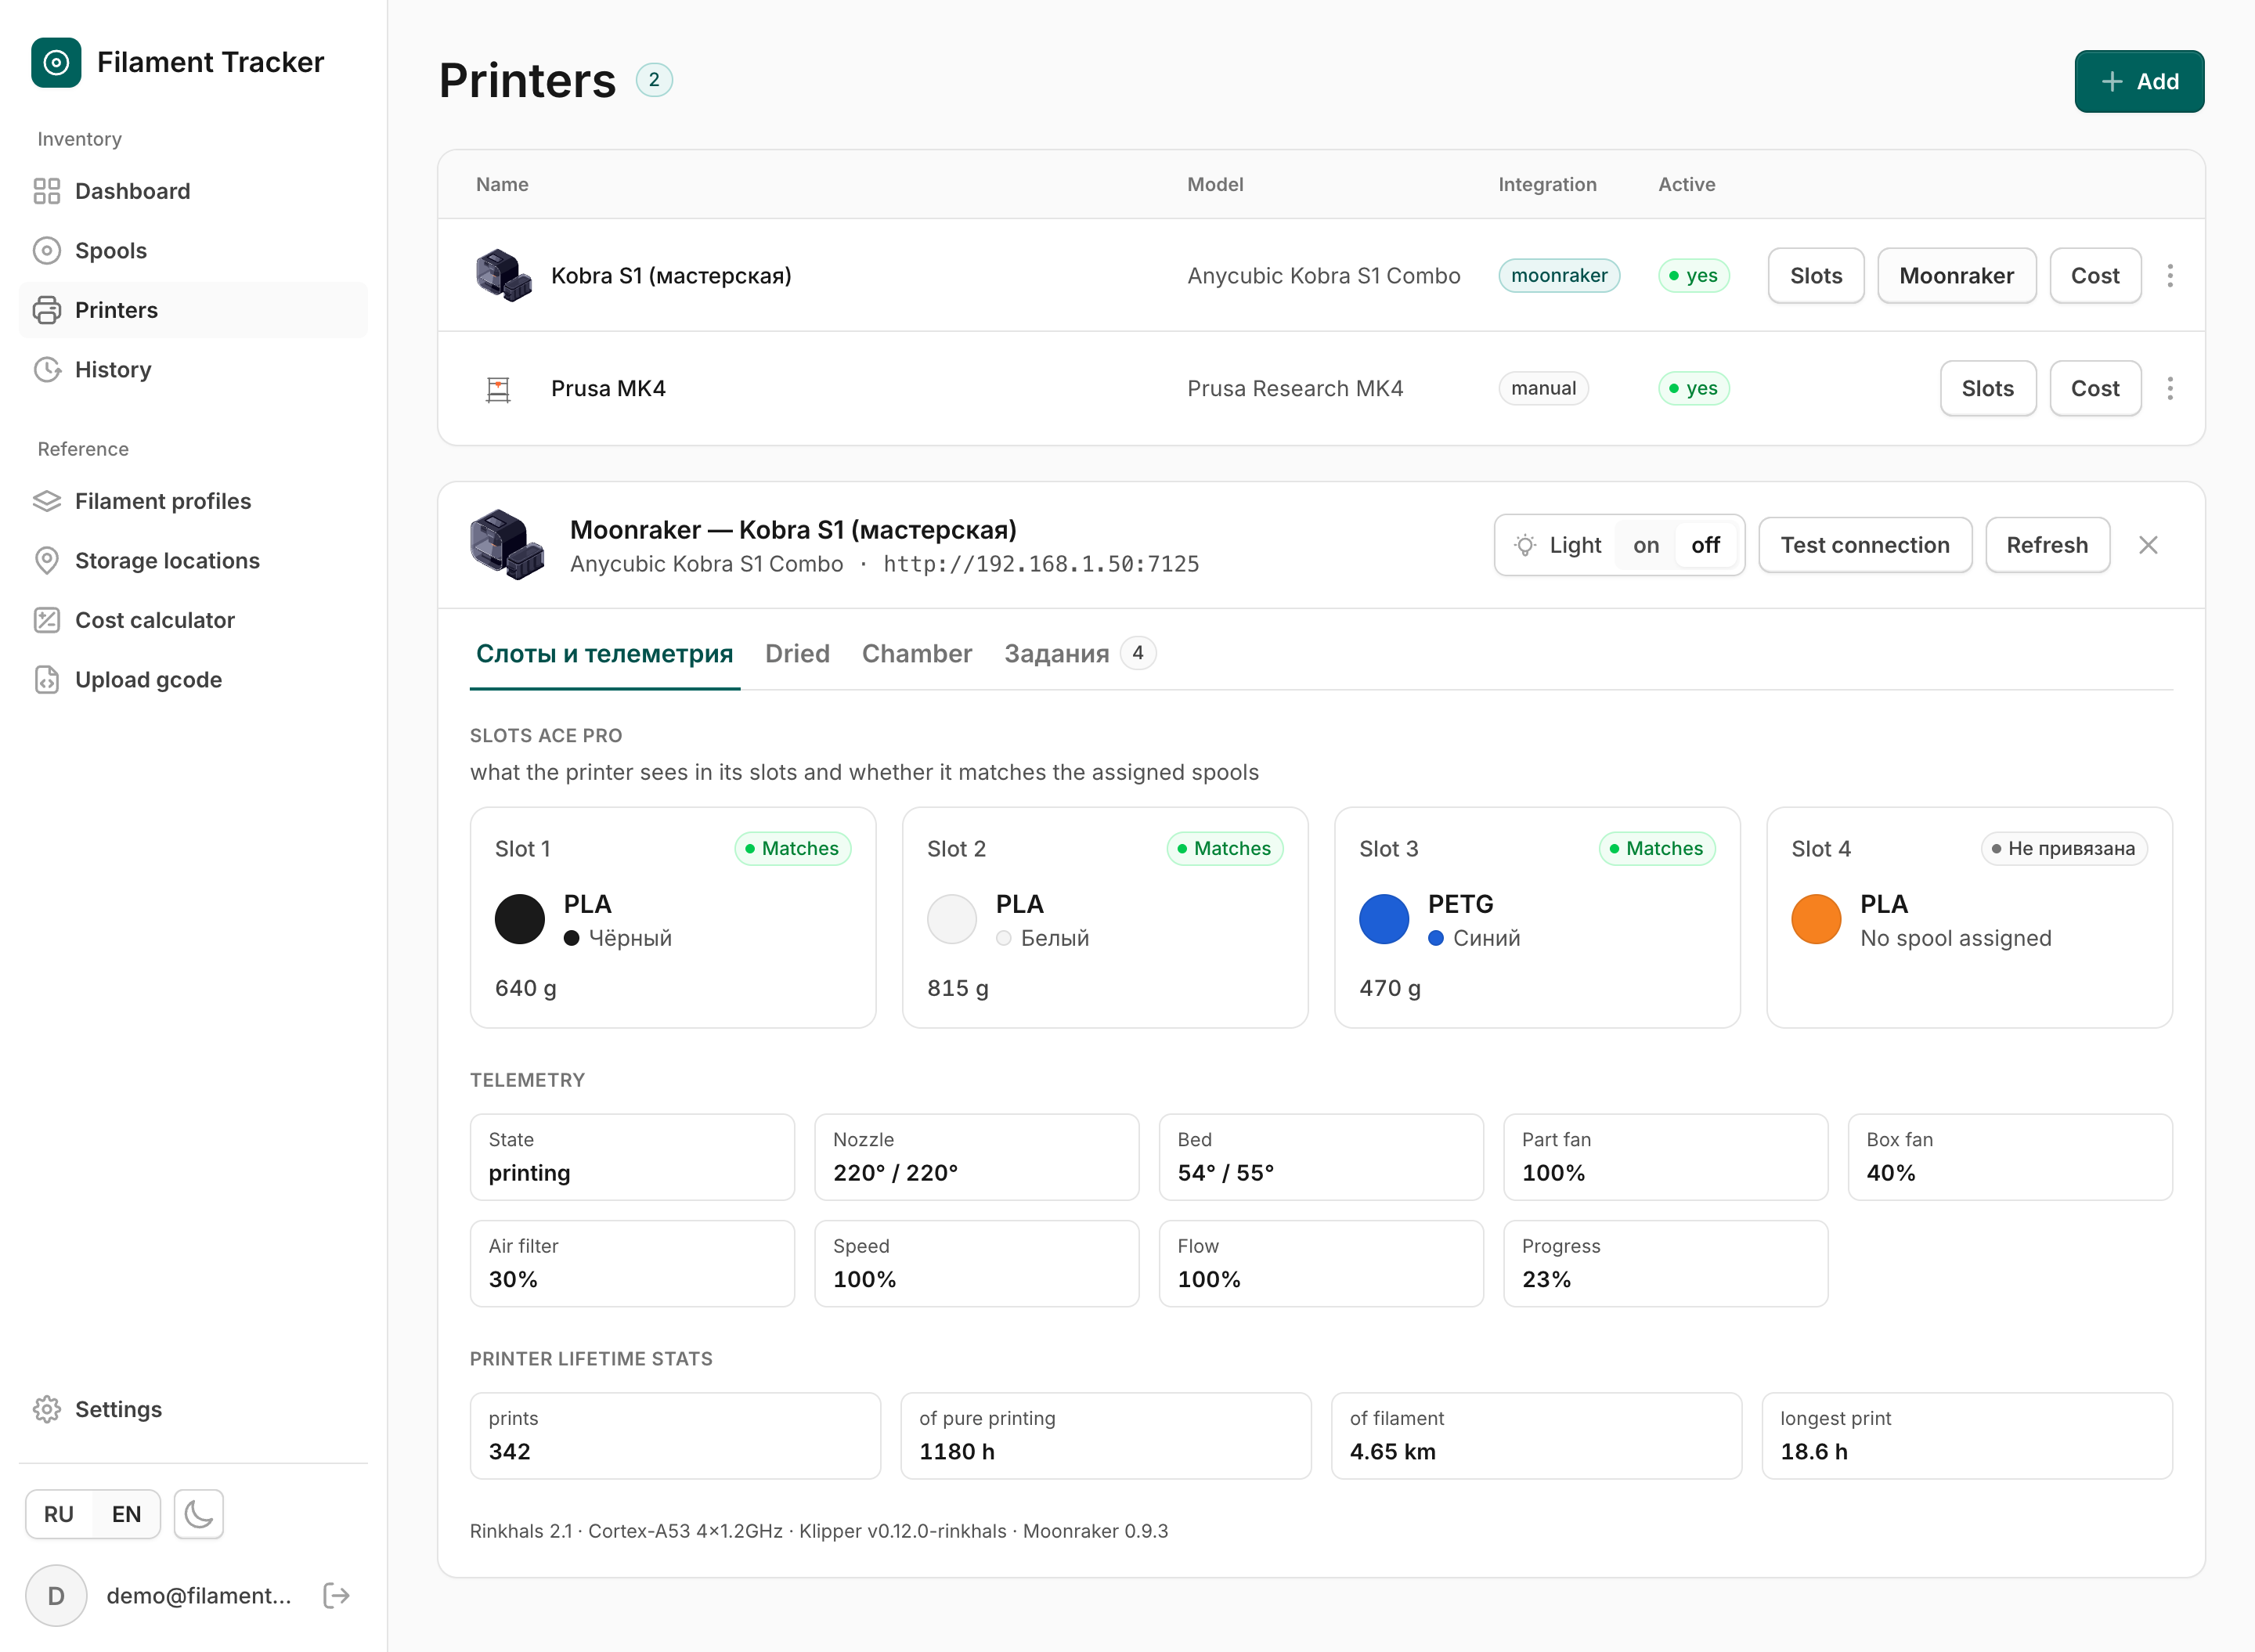 Filament Tracker
Inventory
Dashboard
Spools
Printers
History
Reference
Filament profiles
Storage locations
Cost calculator
Upload gcode
Settings
RU EN
D demo@filament...
Printers 2
Add
Name Model Integration Active
Kobra S1 (мастерская) Anycubic Kobra S1 Combo moonraker yes Slots Moonraker Cost
Prusa MK4 Prusa Research MK4 manual yes Slots Cost
Moonraker — Kobra S1 (мастерская)
Anycubic Kobra S1 Combo · http://192.168.1.50:7125
Light on off Test connection Refresh
Слоты и телеметрия Dried Chamber Задания 4
SLOTS ACE PRO
what the printer sees in its slots and whether it matches the assigned spools
Slot 1 Matches
PLA
Чёрный
640 g
Slot 2 Matches
PLA
Белый
815 g
Slot 3 Matches
PETG
Синий
470 g
Slot 4 Не привязана
PLA
No spool assigned
TELEMETRY
State
printing
Nozzle
220° / 220°
Bed
54° / 55°
Part fan
100%
Box fan
40%
Air filter
30%
Speed
100%
Flow
100%
Progress
23%
PRINTER LIFETIME STATS
prints
342
of pure printing
1180 h
of filament
4.65 km
longest print
18.6 h
Rinkhals 2.1 · Cortex-A53 4×1.2GHz · Klipper v0.12.0-rinkhals · Moonraker 0.9.3